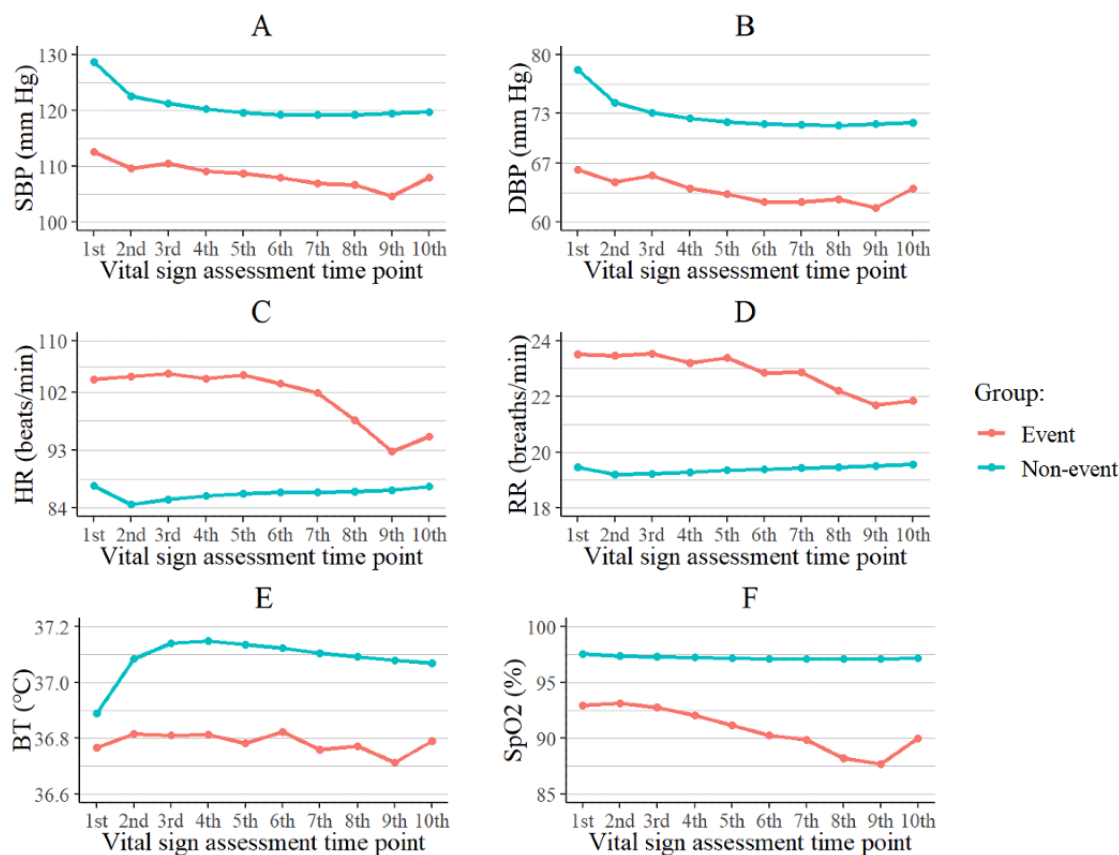 A
SBP (mm Hg)
130
120
110
100
1st 2nd 3rd 4th 5th 6th 7th 8th 9th 10th
Vital sign assessment time point
B
DBP (mm Hg)
80
73
67
60
1st 2nd 3rd 4th 5th 6th 7th 8th 9th 10th
Vital sign assessment time point
C
HR (beats/min)
110
102
93
84
1st 2nd 3rd 4th 5th 6th 7th 8th 9th 10th
Vital sign assessment time point
D
RR (breaths/min)
24
22
20
18
1st 2nd 3rd 4th 5th 6th 7th 8th 9th 10th
Vital sign assessment time point
Group:
Event
Non-event
E
BT (℃)
37.2
37.0
36.8
36.6
1st 2nd 3rd 4th 5th 6th 7th 8th 9th 10th
Vital sign assessment time point
F
SpO2 (%)
100
95
90
85
1st 2nd 3rd 4th 5th 6th 7th 8th 9th 10th
Vital sign assessment time point